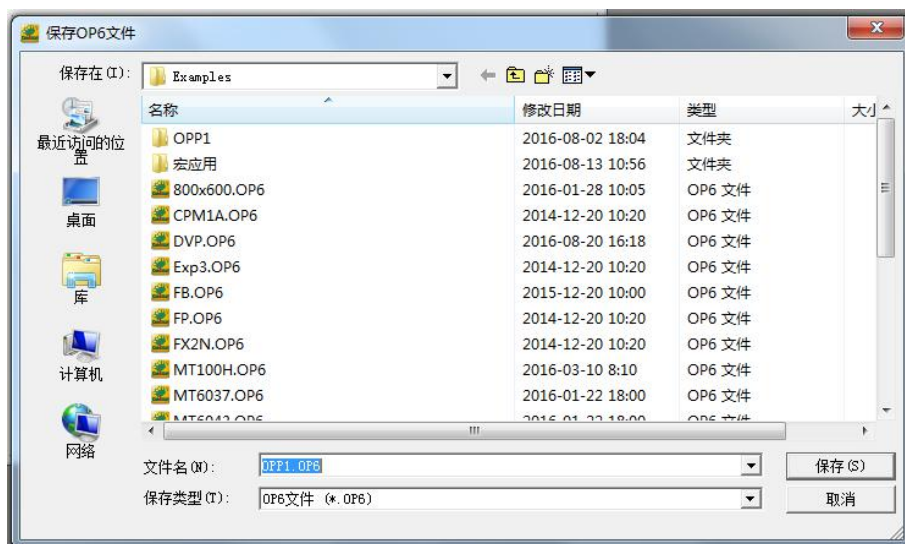 保存OP6文件
保存在(I): Examples
名称 修改日期 类型 大小
OPP1 2016-08-02 18:04 文件夹
宏应用 2016-08-13 10:56 文件夹
800x600.OP6 2016-01-28 10:05 OP6 文件
CPM1A.OP6 2014-12-20 10:20 OP6 文件
DVP.OP6 2016-08-20 16:18 OP6 文件
Exp3.OP6 2014-12-20 10:20 OP6 文件
FB.OP6 2015-12-20 10:00 OP6 文件
FP.OP6 2014-12-20 10:20 OP6 文件
FX2N.OP6 2014-12-20 10:20 OP6 文件
MT100H.OP6 2016-03-10 8:10 OP6 文件
MT6037.OP6 2016-01-22 18:00 OP6 文件
最近访问的位
置
桌面
库
计算机
网络
文件名(N): OPP1.OP6 保存(S)
保存类型(T): OP6文件 (*.OP6) 取消